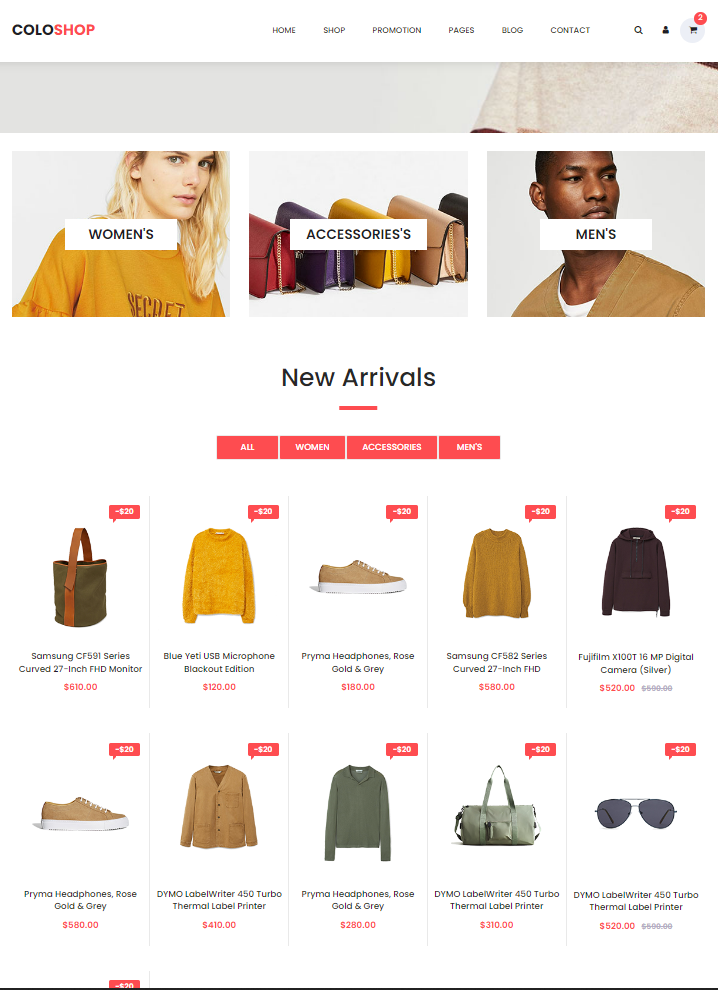 COLOSHOP
HOME SHOP PROMOTION PAGES BLOG CONTACT 2
SECRET
WOMEN'S ACCESSORIES'S MEN'S
New Arrivals
ALL WOMEN ACCESSORIES MEN'S
-$20 -$20 -$20 -$20 -$20
Samsung CF591 Series
Curved 27-Inch FHD Monitor
$610.00
Blue Yeti USB Microphone
Blackout Edition
$120.00
Pryma Headphones, Rose
Gold & Grey
$180.00
Samsung CF582 Series
Curved 27-Inch FHD
$580.00
Fujifilm X100T 16 MP Digital
Camera (Silver)
$520.00 $590.00
-$20 -$20 -$20 -$20 -$20
Pryma Headphones, Rose
Gold & Grey
$580.00
DYMO LabelWriter 450 Turbo
Thermal Label Printer
$410.00
Pryma Headphones, Rose
Gold & Grey
$280.00
DYMO LabelWriter 450 Turbo
Thermal Label Printer
$310.00
DYMO LabelWriter 450 Turbo
Thermal Label Printer
$520.00 $590.00
-$20